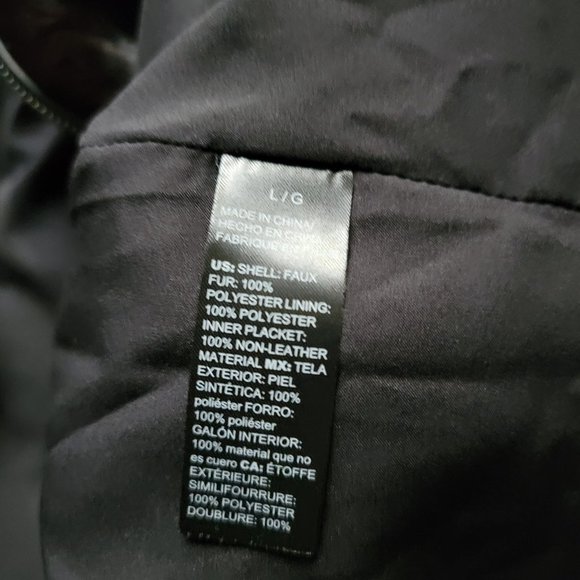 L / G
MADE IN CHINA/
HECHO EN
FABRIQUÉ
US: SHELL: FAUX
FUR: 100%
POLYESTER LINING:
100% POLYESTER
INNER PLACKET:
100% NON-LEATHER
MATERIAL MX: TELA
EXTERIOR: PIEL
SINTÉTICA: 100%
poliéster FORRO:
100% poliéster
GALÓN INTERIOR:
100% material que no
es cuero CA: ÉTOFFE
EXTÉRIEURE:
SIMILIFOURRURE:
100% POLYESTER
DOUBLURE: 100%